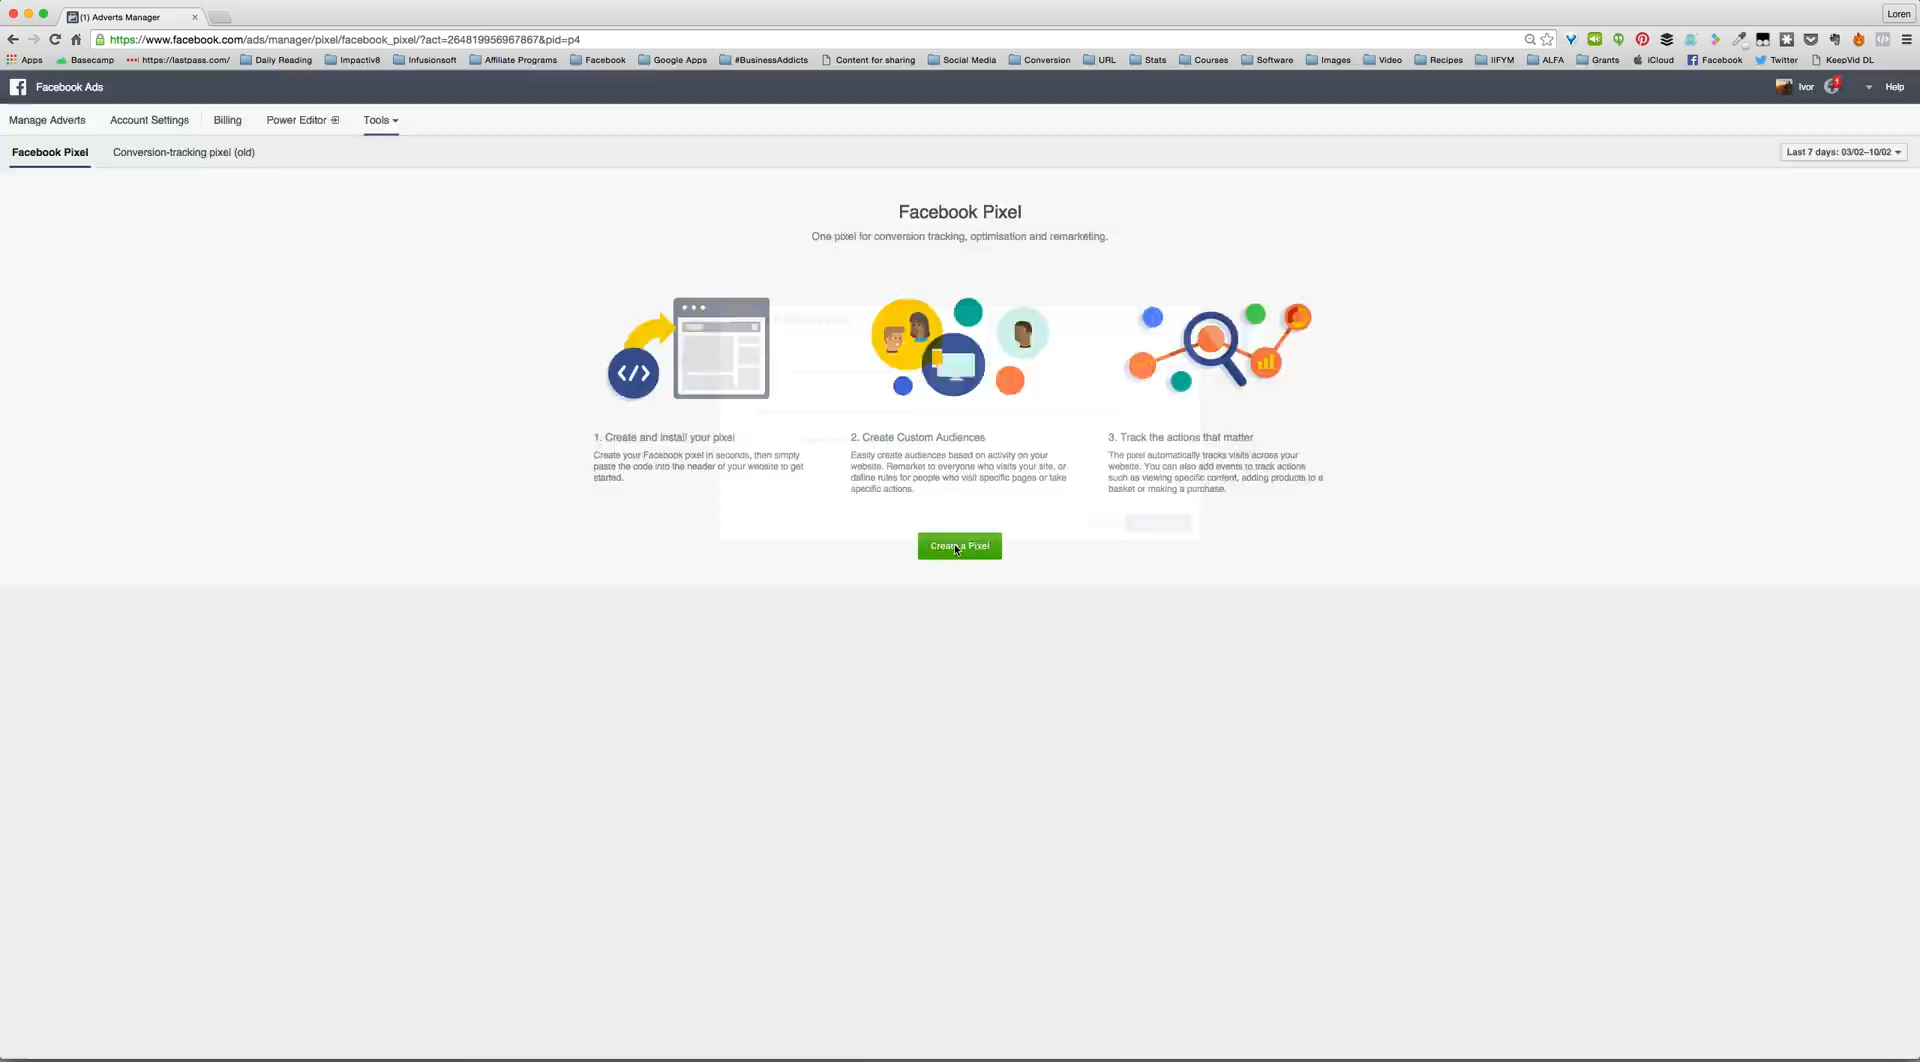 (1) Adverts Manager
Loren
https://www.facebook.com/ads/manager/pixel/facebook_pixel/?act=264819956967867&pid=p4
Apps Basecamp https://lastpass.com/ Daily Reading Impactiv8 Infusionsoft Affiliate Programs Facebook Google Apps #BusinessAddicts Content for sharing Social Media Conversion URL Stats Courses Software Images Video Recipes IIFYM ALFA Grants iCloud Facebook Twitter KeepVid DL
Facebook Ads
Ivor 1 Help
Manage Adverts Account Settings Billing Power Editor Tools
Facebook Pixel Conversion-tracking pixel (old)
Last 7 days: 03/02–10/02
Facebook Pixel
One pixel for conversion tracking, optimisation and remarketing.
</>
1. Create and install your pixel
Create your Facebook pixel in seconds, then simply
paste the code into the header of your website to get
started.
2. Create Custom Audiences
Easily create audiences based on activity on your
website. Remarket to everyone who visits your site, or
define rules for people who visit specific pages or take
specific actions.
3. Track the actions that matter
The pixel automatically tracks visits across your
website. You can also add events to track actions
such as viewing specific content, adding products to a
basket or making a purchase.
Create a Pixel